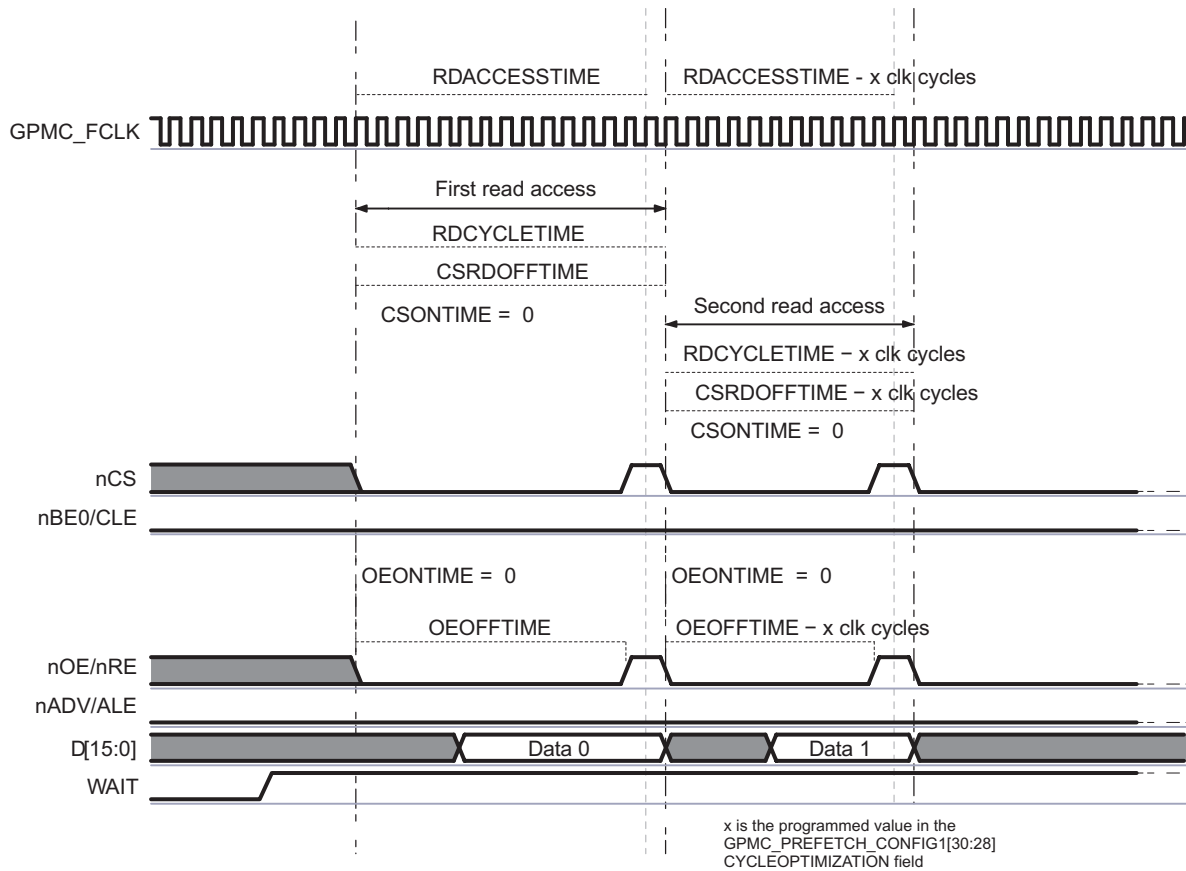 RDACCESSTIME
RDACCESSTIME - x clk cycles
GPMC_FCLK
First read access
RDCYCLETIME
CSRDOFFTIME
CSONTIME = 0
Second read access
RDCYCLETIME − x clk cycles
CSRDOFFTIME − x clk cycles
CSONTIME = 0
nCS
nBE0/CLE
OEONTIME = 0
OEONTIME = 0
OEOFFTIME
OEOFFTIME − x clk cycles
nOE/nRE
nADV/ALE
D[15:0]
Data 0
Data 1
WAIT
x is the programmed value in the
GPMC_PREFETCH_CONFIG1[30:28]
CYCLEOPTIMIZATION field